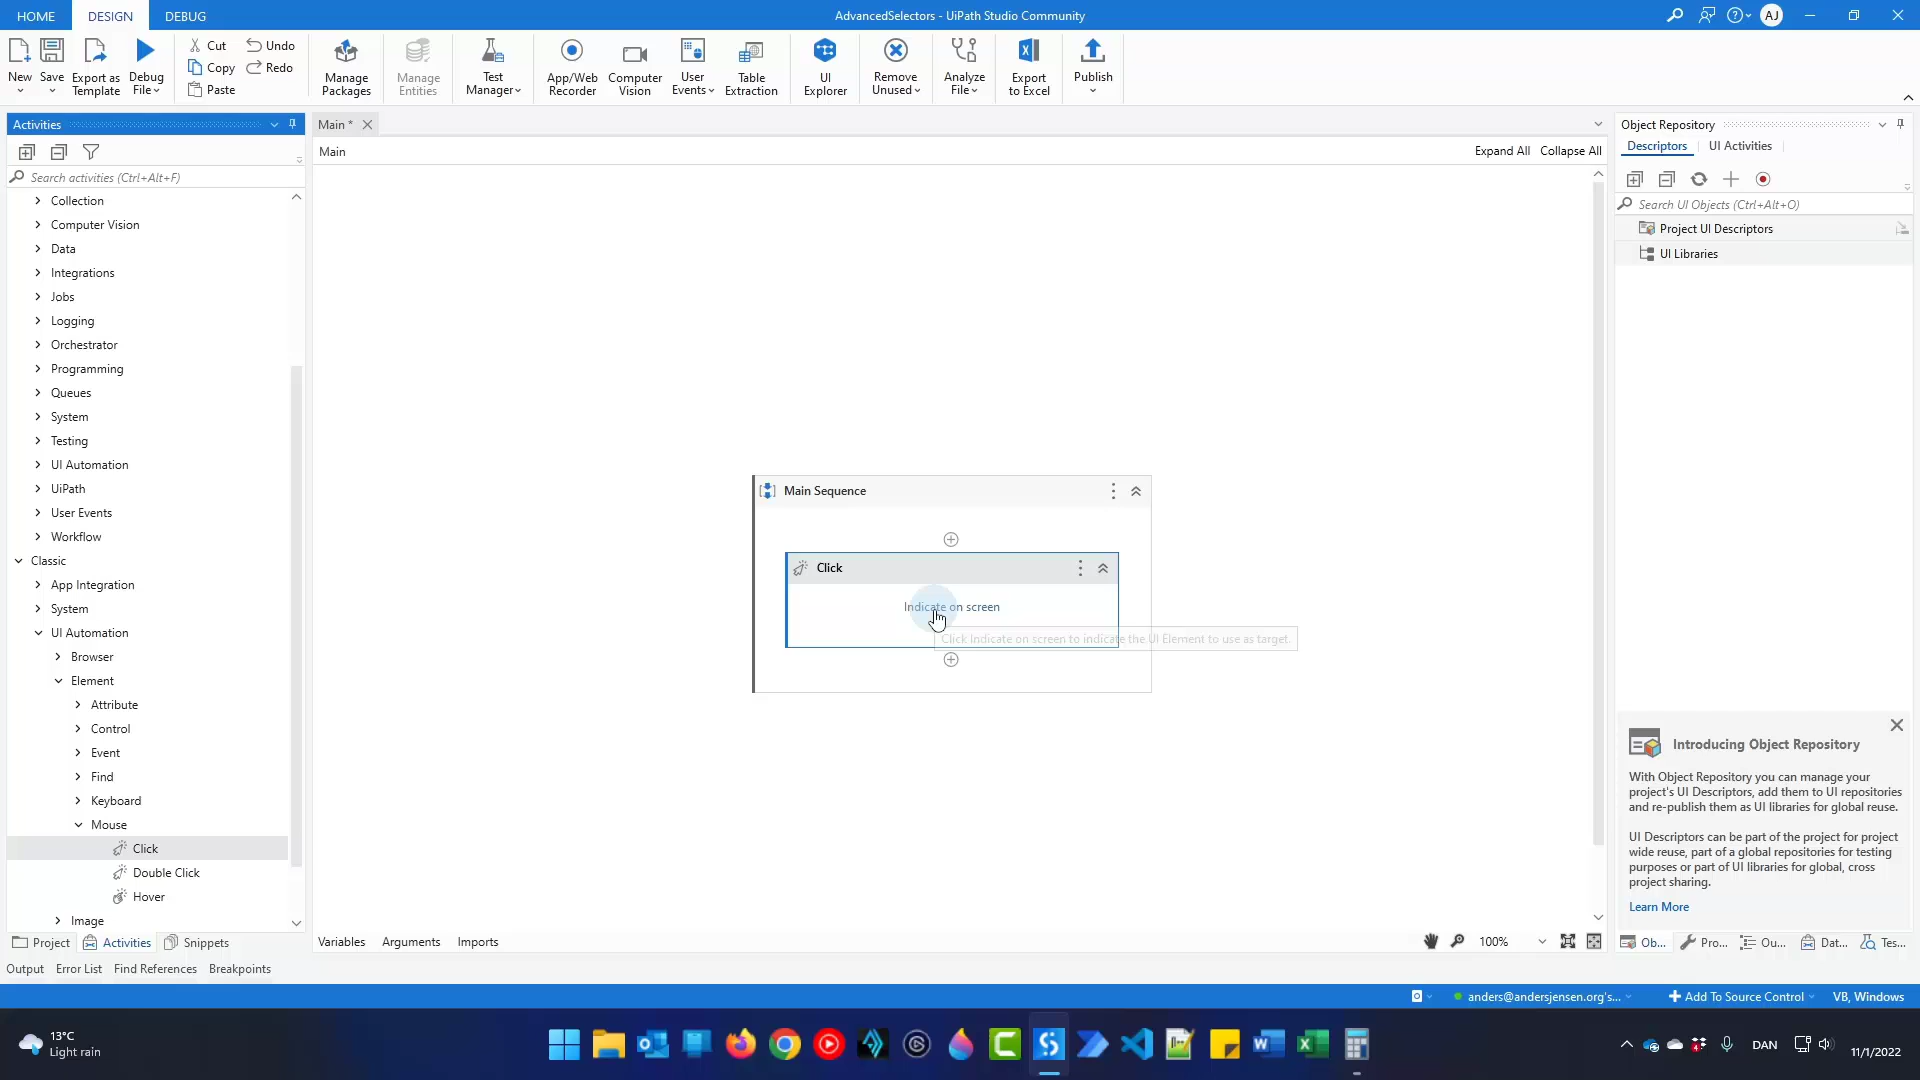 HOME
DESIGN
DEBUG
AdvancedSelectors - UiPath Studio Community
AJ
New
Save
Export as
Template
Debug
File
Cut
Copy
Paste
Undo
Redo
Manage
Packages
Manage
Entities
Test
Manager
App/Web
Recorder
Computer
Vision
User
Events
Table
Extraction
UI
Explorer
Remove
Unused
Analyze
File
Export
to Excel
Publish
Activities
Search activities (Ctrl+Alt+F)
Collection
Computer Vision
Data
Integrations
Jobs
Logging
Orchestrator
Programming
Queues
System
Testing
UI Automation
UiPath
User Events
Workflow
Classic
App Integration
System
UI Automation
Browser
Element
Attribute
Control
Event
Find
Keyboard
Mouse
Click
Double Click
Hover
Image
Project
Activities
Snippets
Main *
Main
Expand All
Collapse All
Main Sequence
Click
Indicate on screen
Click Indicate on screen to indicate the UI Element to use as target.
Variables
Arguments
Imports
100%
Object Repository
Descriptors
UI Activities
Search UI Objects (Ctrl+Alt+O)
Project UI Descriptors
UI Libraries
Introducing Object Repository
With Object Repository you can manage your
project's UI Descriptors, add them to UI repositories
and re-publish them as UI libraries for global reuse.
UI Descriptors can be part of the project for project
wide reuse, part of a global repositories for testing
purposes or part of UI libraries for global, cross
project sharing.
Learn More
Ob...
Pro...
Ou...
Dat...
Tes...
Output
Error List
Find References
Breakpoints
anders@andersjensen.org's...
Add To Source Control
VB, Windows
13°C
Light rain
DAN
11/1/2022